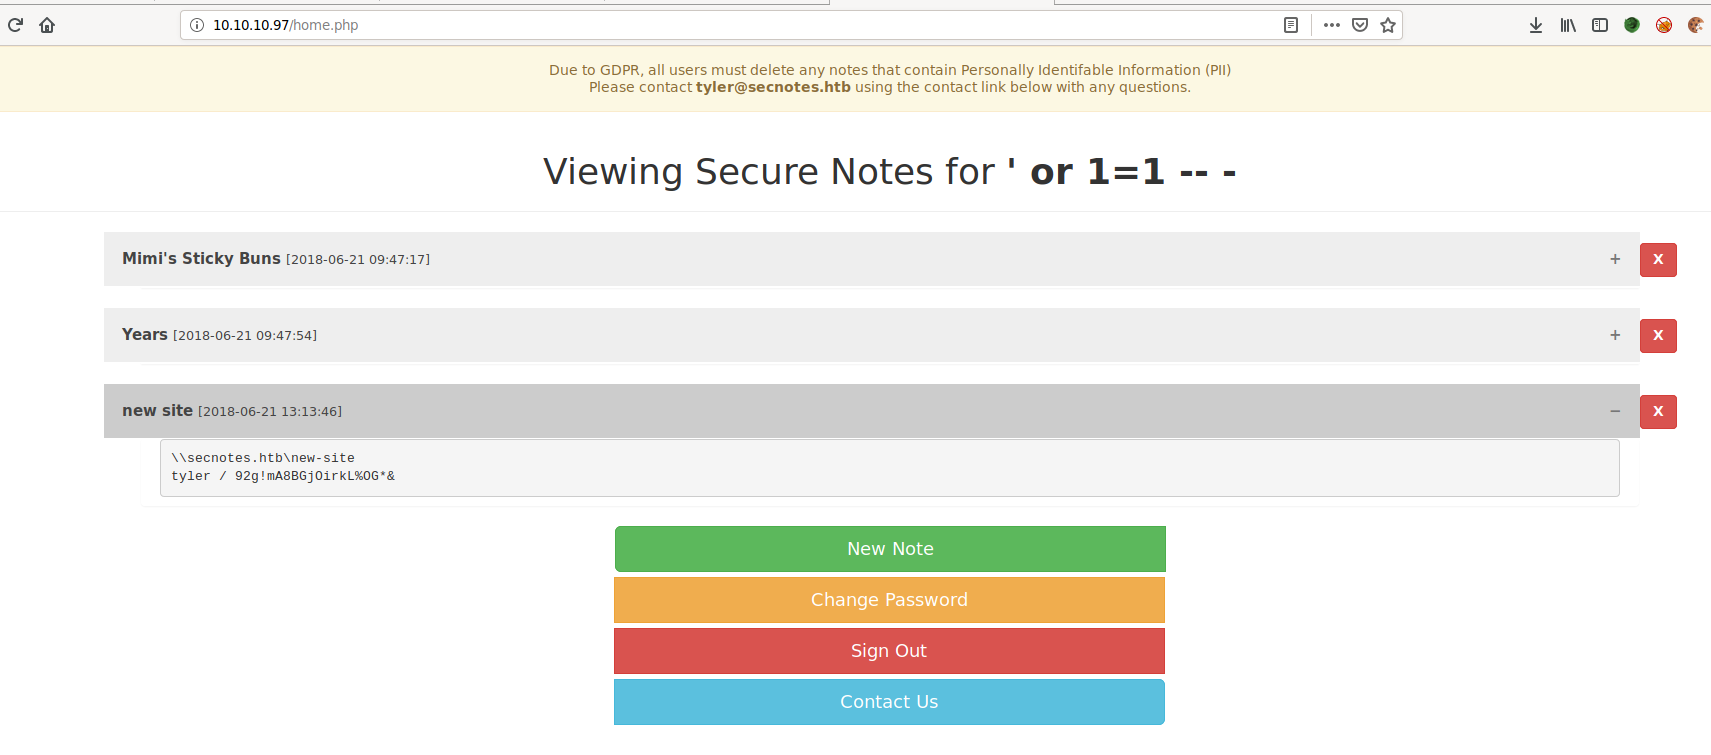 10.10.10.97/home.php
Due to GDPR, all users must delete any notes that contain Personally Identifable Information (PII)
Please contact tyler@secnotes.htb using the contact link below with any questions.
Viewing Secure Notes for ' or 1=1 -- -
Mimi's Sticky Buns [2018-06-21 09:47:17] + X
Years [2018-06-21 09:47:54] + X
new site [2018-06-21 13:13:46] − X
\\secnotes.htb\new-site
tyler / 92g!mA8BGjOirkL%OG*&
New Note
Change Password
Sign Out
Contact Us